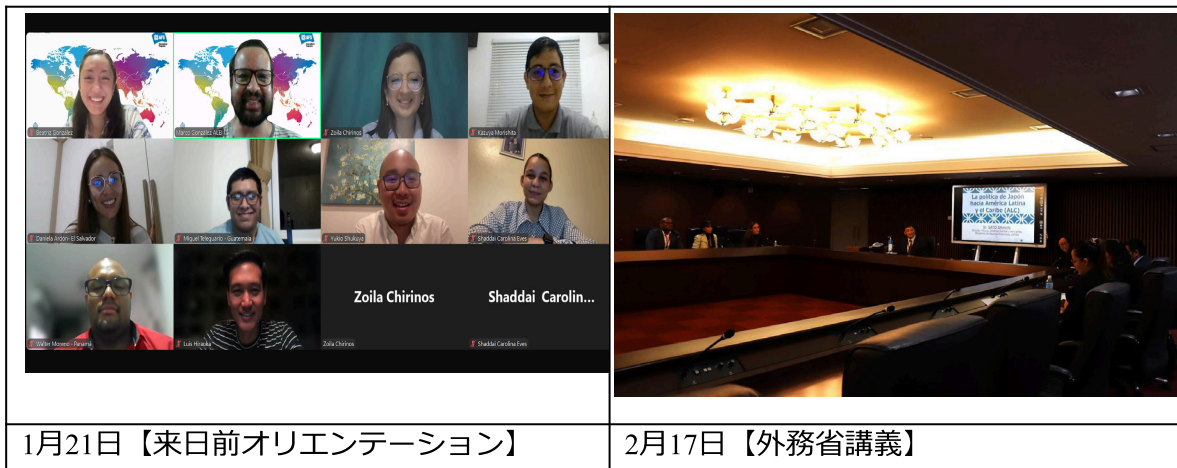 Beatriz Gonzalez
Marco González ALB
Zoila Chirinos
Kazuya Morishita
Daniela Ardon- El Salvador
Miguel Teleguario - Guatemala
Yukio Shukuya
Shaddai Carolina Eves
Zoila Chirinos
Shaddai Carolin...
Walter Moreno - Panamá
Luis Hiraoka
Zoila Chirinos
Shaddai Carolina Eves
La política de Japón
hacia América Latina
y el Caribe (ALC)
1月21日【来日前オリエンテーション】
2月17日【外務省講義】